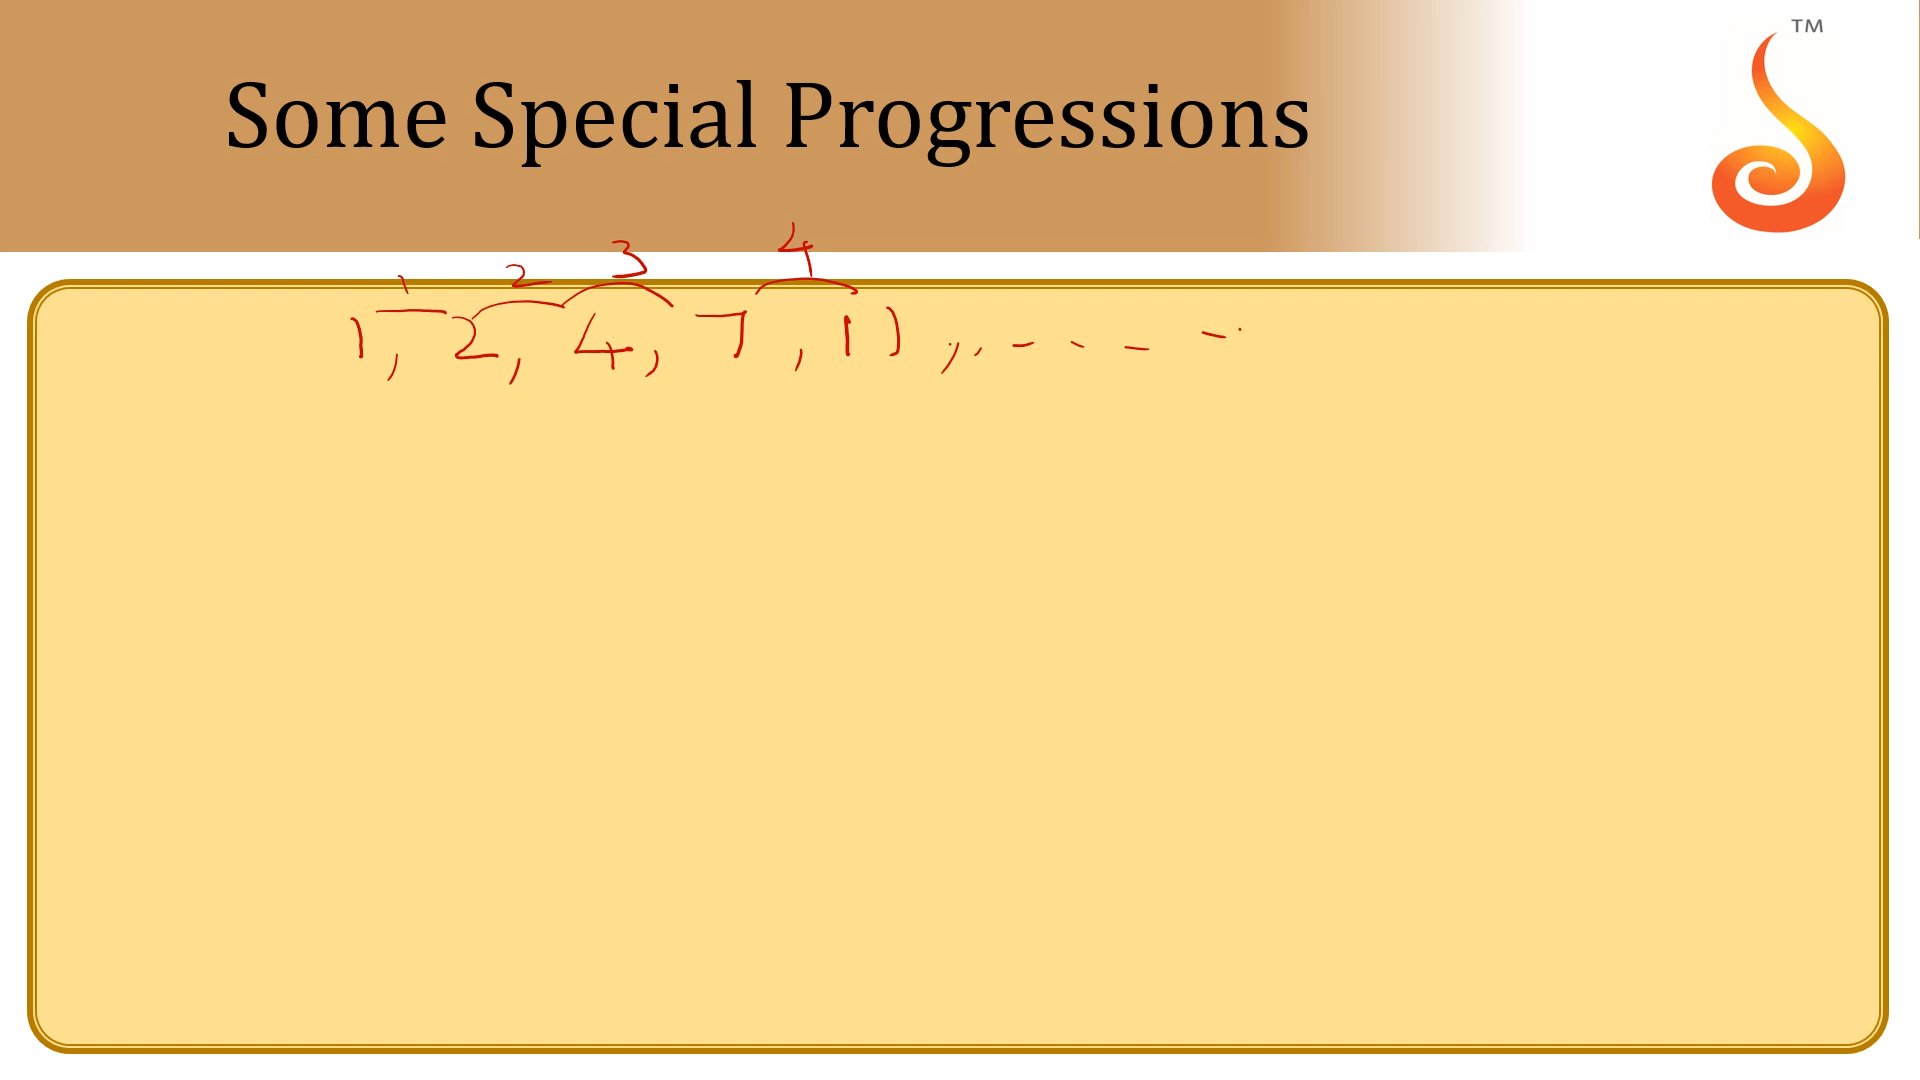 Some Special Progressions
TM
1 2 3 4
1, 2, 4, 7, 11, , - - - -